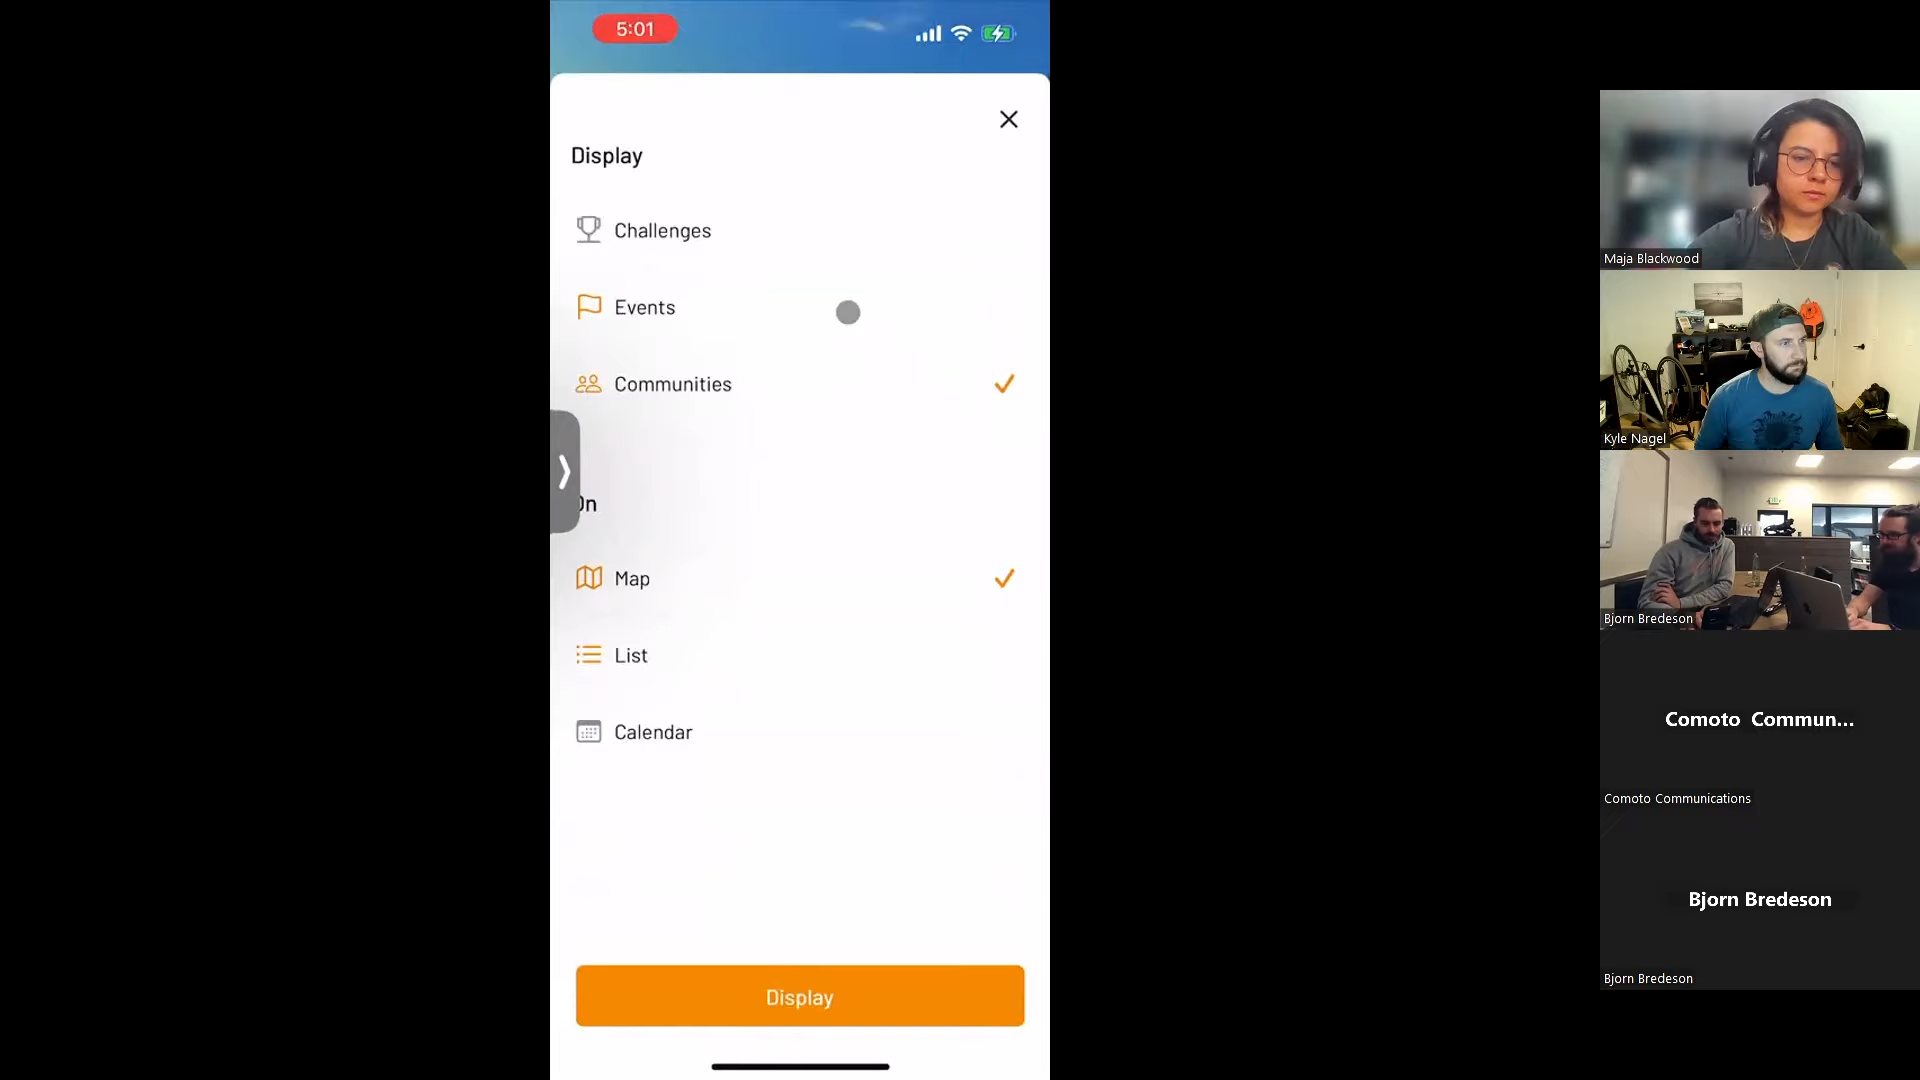 5:01
Display
Challenges
Events
Communities
On
Map
List
Calendar
Display
Maja Blackwood
Kyle Nagel
Bjorn Bredeson
Comoto Commun...
Comoto Communications
Bjorn Bredeson
Bjorn Bredeson